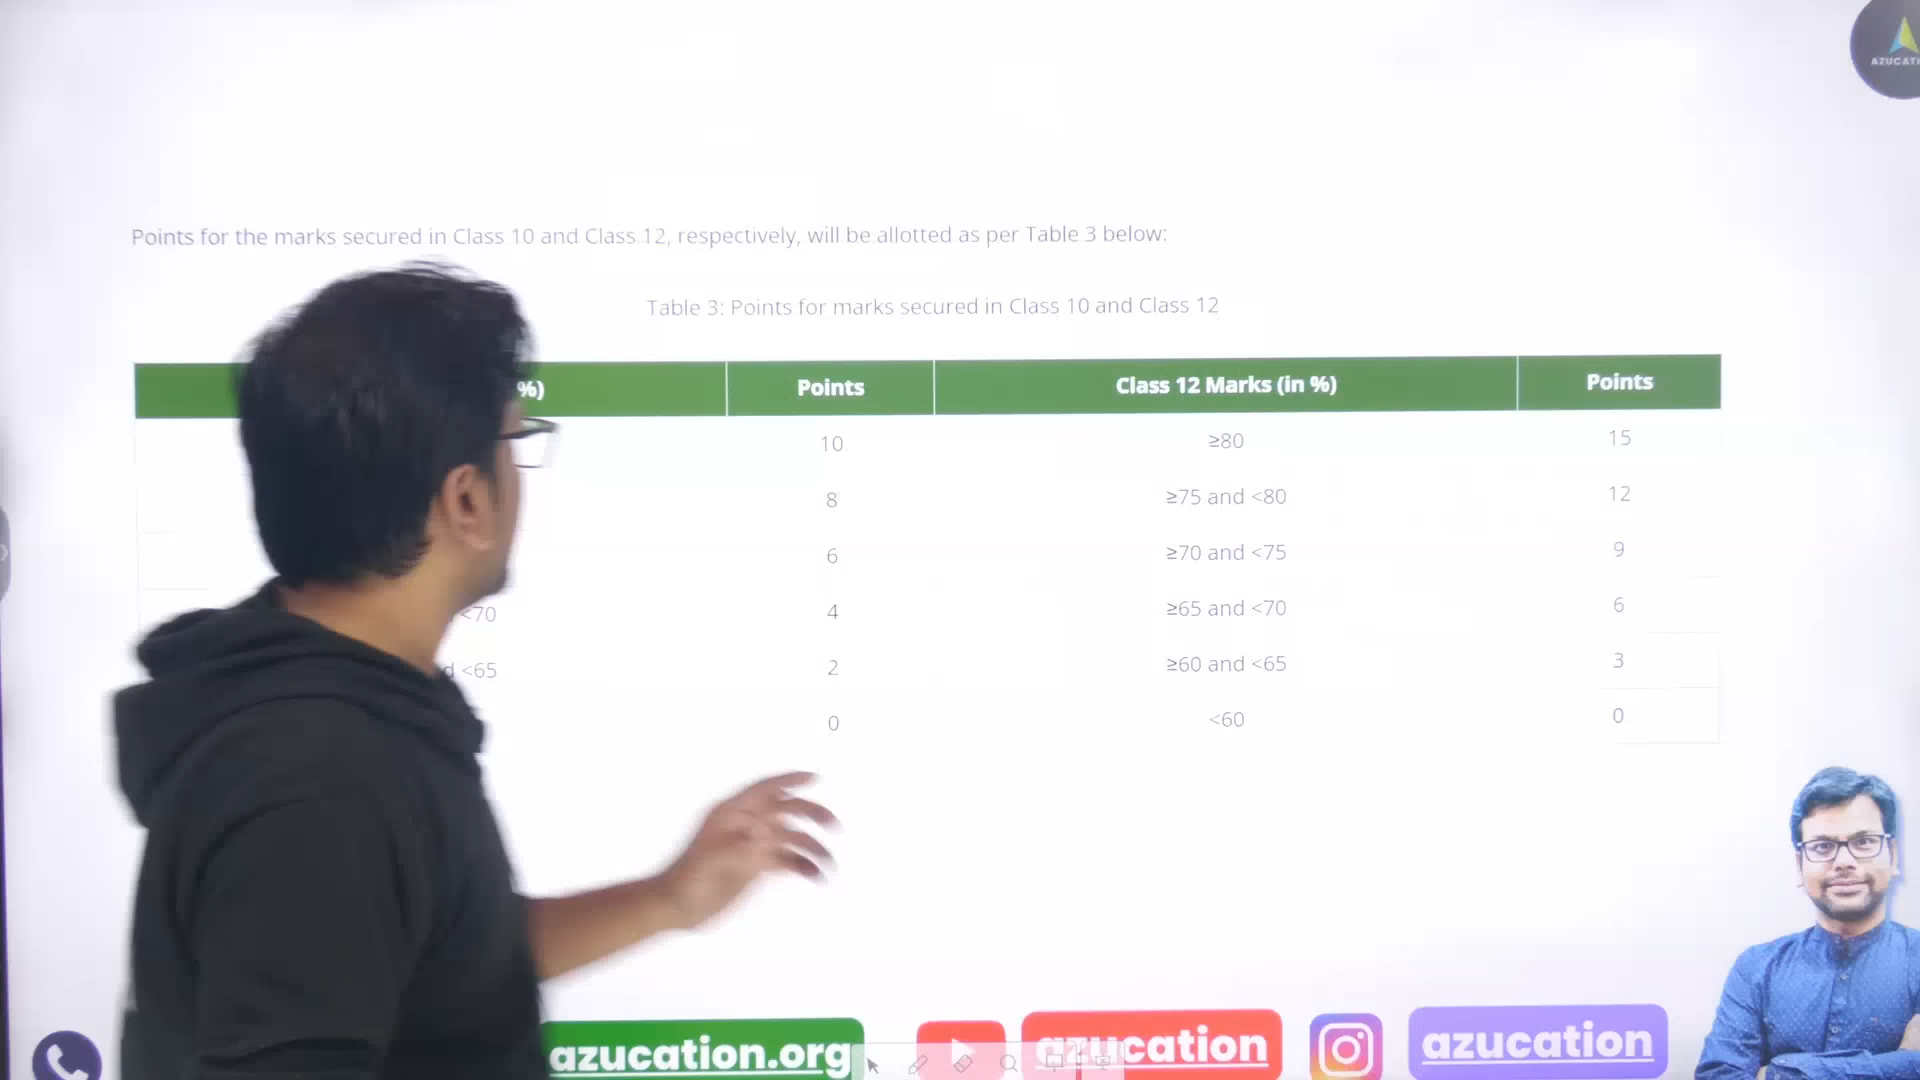 Points for the marks secured in Class 10 and Class 12, respectively, will be allotted as per Table 3 below:
Table 3: Points for marks secured in Class 10 and Class 12
%) Points Class 12 Marks (in %) Points
10 ≥80 15
8 ≥75 and <80 12
6 ≥70 and <75 9
<70 4 ≥65 and <70 6
<65 2 ≥60 and <65 3
0 <60 0
azucation.org azucation azucation